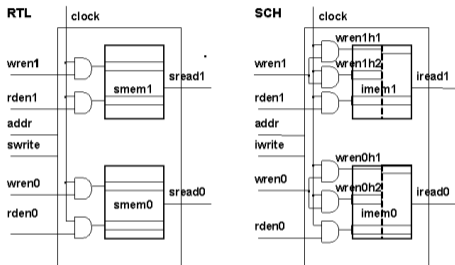 RTL
clock
wren1
smem1
sread1
rden1
addr
swrite
wren0
smem0
sread0
rden0
SCH
clock
wren1h1
wren1
wren1h2
imem1
iread1
rden1
addr
iwrite
wren0h1
wren0
wren0h2
imem0
iread0
rden0